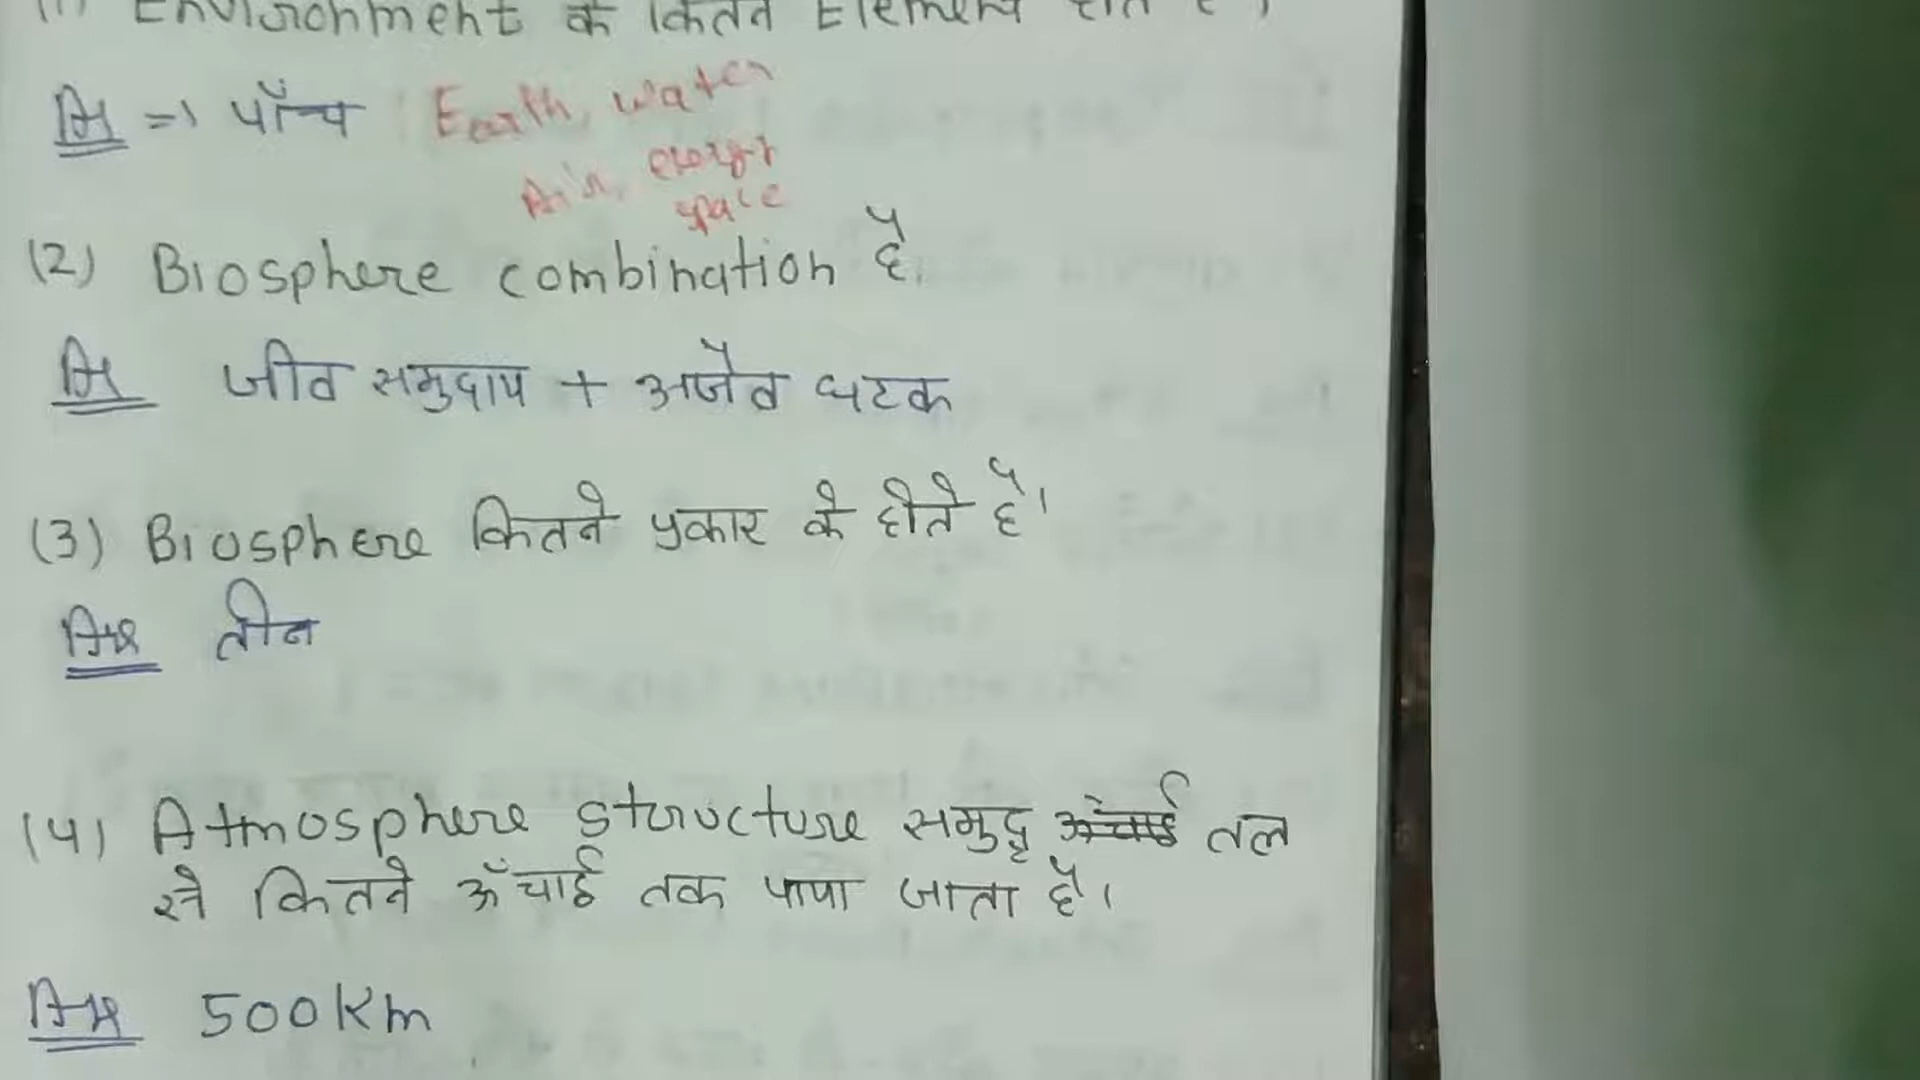 (1) Environment के कितने Element होते है ।
Ans => पाँच Earth, water
Air, energy
space
(2) Biosphere combination है
Ans जीव समुदाय + अजैव घटक
(3) Biosphere कितने प्रकार के होते है।
Ans तीन
(4) Atmosphere structure समुद्र ऊँचाई तल
से कितने ऊँचाई तक पाया जाता है।
Ans 500Km